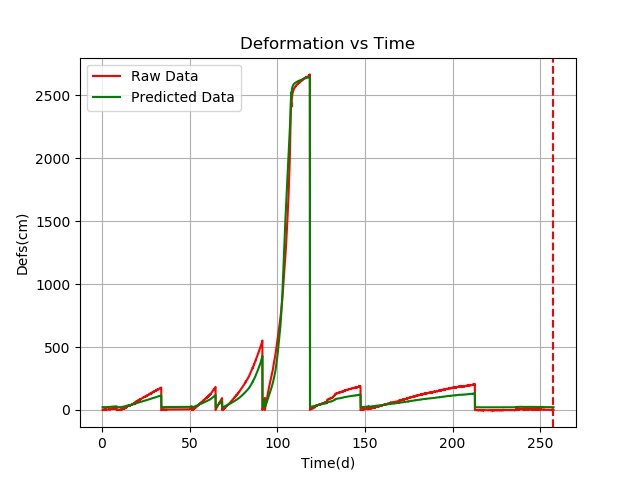 Deformation vs Time
Raw Data
Predicted Data
Defs(cm)
2500
2000
1500
1000
500
0
0 50 100 150 200 250
Time(d)